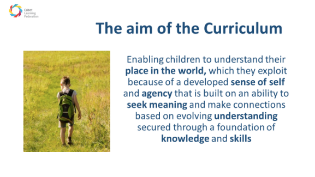 The aim of the Curriculum
Enabling children to understand their
place in the world, which they exploit
because of a developed sense of self
and agency that is built on an ability to
seek meaning and make connections
based on evolving understanding
secured through a foundation of
knowledge and skills